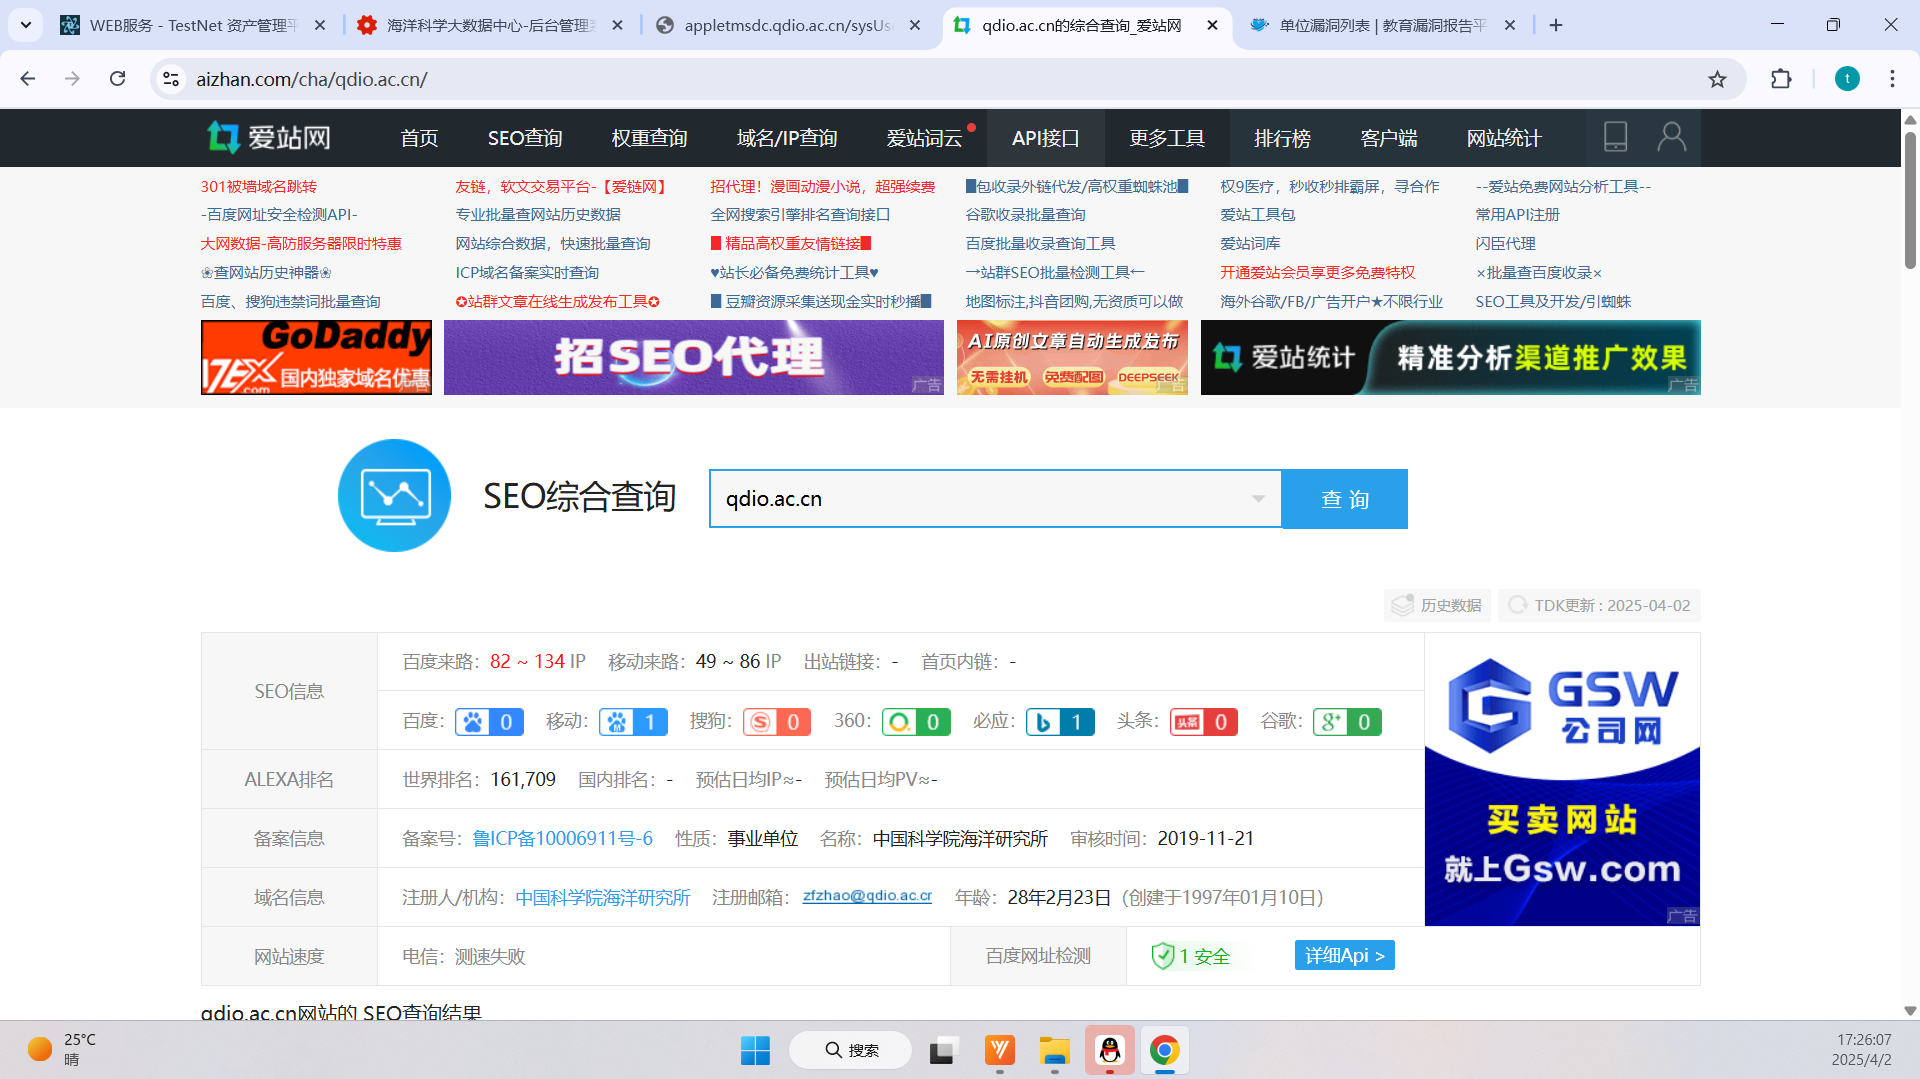 WEB服务 - TestNet 资产管理平
海洋科学大数据中心-后台管理
appletmsdc.qdio.ac.cn/sysUs
qdio.ac.cn的综合查询_爱站网
单位漏洞列表 | 教育漏洞报告平
aizhan.com/cha/qdio.ac.cn/
t
爱站网 首页 SEO查询 权重查询 域名/IP查询 爱站词云 API接口 更多工具 排行榜 客户端 网站统计
301被墙域名跳转 友链，软文交易平台-【爱链网】 招代理！漫画动漫小说，超强续费 █包收录外链代发/高权重蜘蛛池█ 权9医疗，秒收秒排霸屏，寻合作 --爱站免费网站分析工具--
-百度网址安全检测API- 专业批量查网站历史数据 全网搜索引擎排名查询接口 谷歌收录批量查询 爱站工具包 常用API注册
大网数据-高防服务器限时特惠 网站综合数据，快速批量查询 █ 精品高权重友情链接█ 百度批量收录查询工具 爱站词库 闪臣代理
❀查网站历史神器❀ ICP域名备案实时查询 ♥站长必备免费统计工具♥ →站群SEO批量检测工具← 开通爱站会员享更多免费特权 ×批量查百度收录×
百度、搜狗违禁词批量查询 ✪站群文章在线生成发布工具✪ █ 豆瓣资源采集送现金实时秒播█ 地图标注,抖音团购,无资质可以做 海外谷歌/FB/广告开户★不限行业 SEO工具及开发/引蜘蛛
GoDaddy
17EX.com 国内独家域名优惠
广告
招SEO代理
广告
AI原创文章自动生成发布
无需挂机 免费配图 DEEPSEEK
广告
爱站统计 精准分析渠道推广效果
广告
SEO综合查询
qdio.ac.cn
查 询
历史数据 TDK更新 : 2025-04-02
SEO信息
百度来路：82 ~ 134 IP 移动来路：49 ~ 86 IP 出站链接：- 首页内链：-
百度：0 移动：1 搜狗：0 360：0 必应：1 头条：头条 0 谷歌：g+ 0
ALEXA排名 世界排名：161,709 国内排名：- 预估日均IP≈- 预估日均PV≈-
备案信息 备案号：鲁ICP备10006911号-6 性质：事业单位 名称：中国科学院海洋研究所 审核时间：2019-11-21
域名信息 注册人/机构：中国科学院海洋研究所 注册邮箱：zfzhao@qdio.ac.cr 年龄：28年2月23日（创建于1997年01月10日）
网站速度 电信：测速失败 百度网址检测 1 安全 详细Api >
GSW
公司网
买卖网站
就上Gsw.com
广告
qdio.ac.cn网站的 SEO查询结果
25°C
晴
搜索
17:26:07
2025/4/2